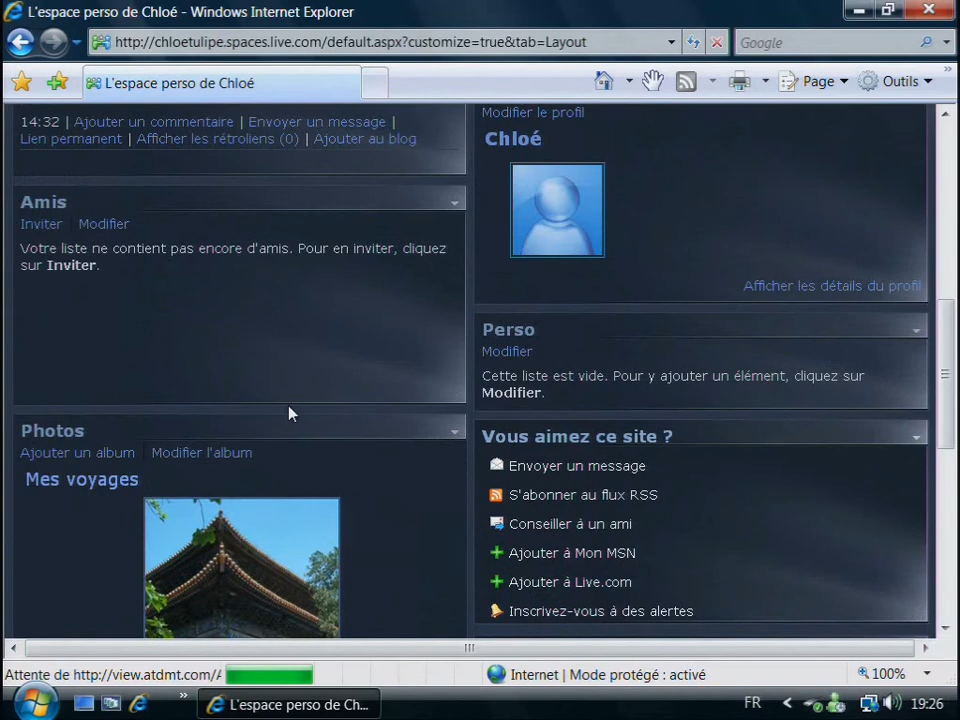 L'espace perso de Chloé - Windows Internet Explorer
http://chloetulipe.spaces.live.com/default.aspx?customize=true&tab=Layout
Google
L'espace perso de Chloé
Page
Outils
14:32 | Ajouter un commentaire | Envoyer un message |
Lien permanent | Afficher les rétroliens (0) | Ajouter au blog
Amis
Inviter | Modifier
Votre liste ne contient pas encore d'amis. Pour en inviter, cliquez
sur Inviter.
Photos
Ajouter un album | Modifier l'album
Mes voyages
Modifier le profil
Chloé
Afficher les détails du profil
Perso
Modifier
Cette liste est vide. Pour y ajouter un élément, cliquez sur
Modifier.
Vous aimez ce site ?
Envoyer un message
S'abonner au flux RSS
Conseiller à un ami
Ajouter à Mon MSN
Ajouter à Live.com
Inscrivez-vous à des alertes
Attente de http://view.atdmt.com/A
Internet | Mode protégé : activé
100%
L'espace perso de Ch...
FR
19:26